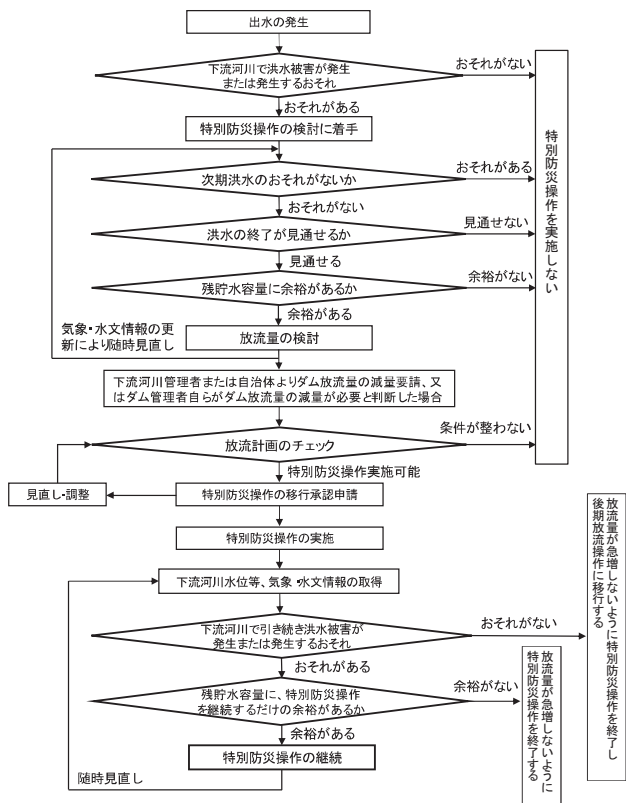 出水の発生
下流河川で洪水被害が発生
または発生するおそれ
おそれがない
おそれがある
特別防災操作の検討に着手
次期洪水のおそれがないか
おそれがある
おそれがない
洪水の終了が見通せるか
見通せない
見通せる
残貯水容量に余裕があるか
余裕がない
余裕がある
特別防災操作を実施しない
気象・水文情報の更
新により随時見直し
放流量の検討
下流河川管理者または自治体よりダム放流量の減量要請、又
はダム管理者自らがダム放流量の減量が必要と判断した場合
放流計画のチェック
条件が整わない
特別防災操作実施可能
見直し・調整
特別防災操作の移行承認申請
特別防災操作の実施
下流河川水位等、気象・水文情報の取得
下流河川で引き続き洪水被害が
発生または発生するおそれ
おそれがない
放流量が急増しないように特別防災操作を終了し
後期放流操作に移行する
おそれがある
残貯水容量に、特別防災操作
を継続するだけの余裕があるか
余裕がない
放流量が急増しないように
特別防災操作を終了する
余裕がある
特別防災操作の継続
随時見直し